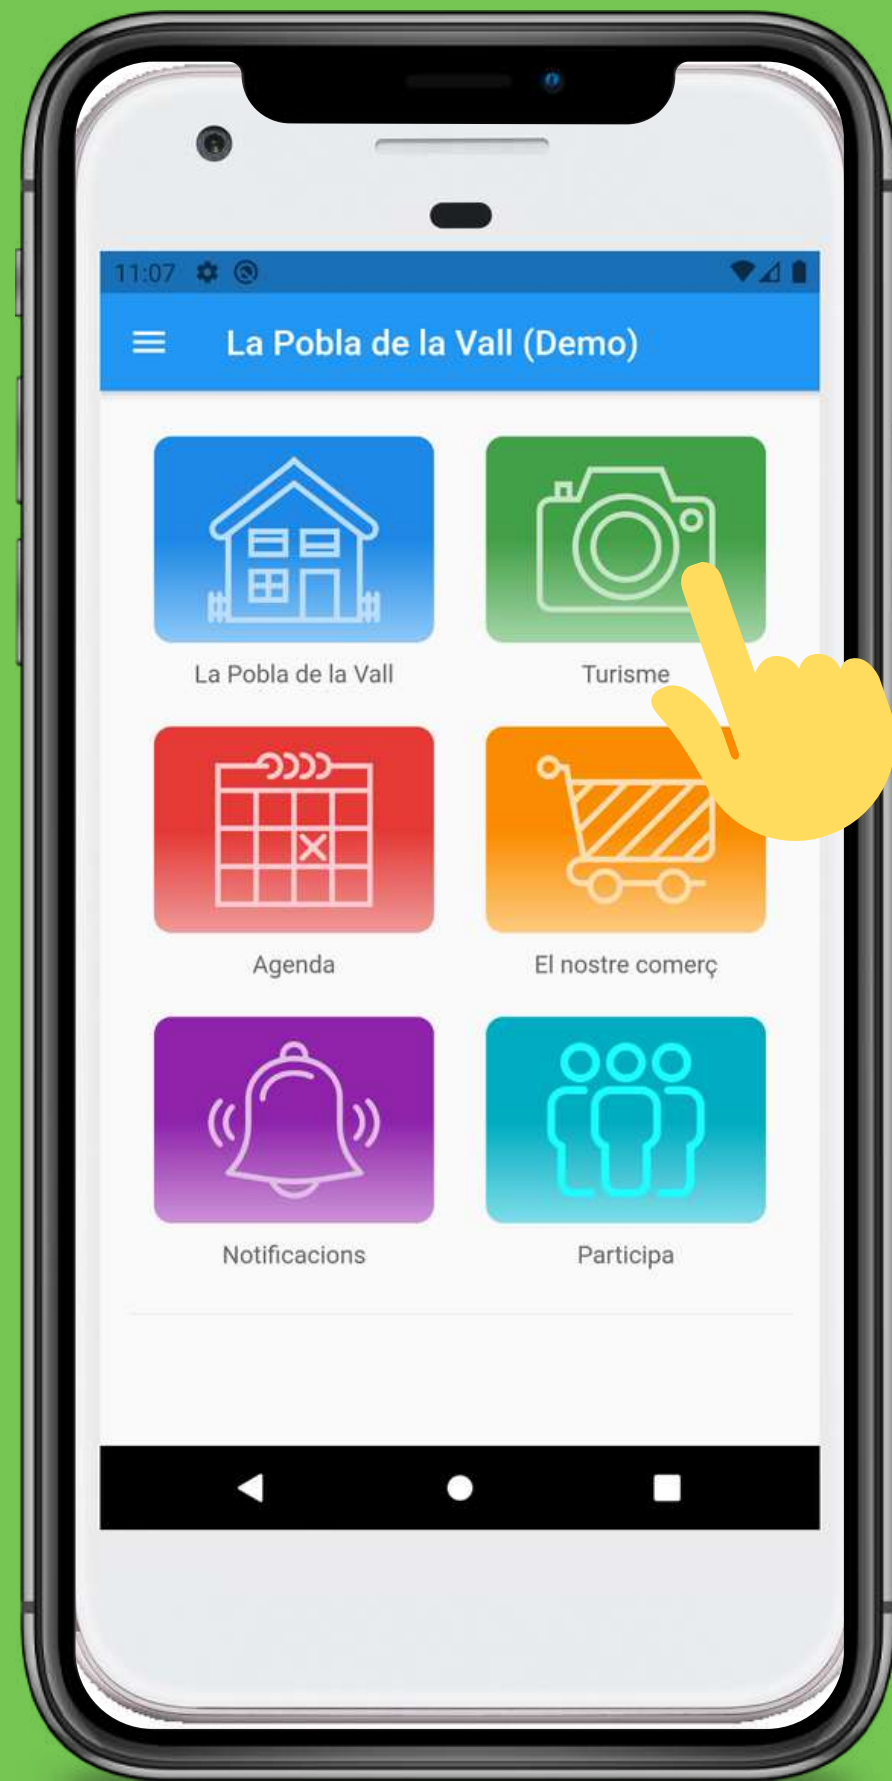 11:07
La Pobla de la Vall (Demo)
La Pobla de la Vall
Turisme
Agenda
El nostre comerç
Notificacions
Participa